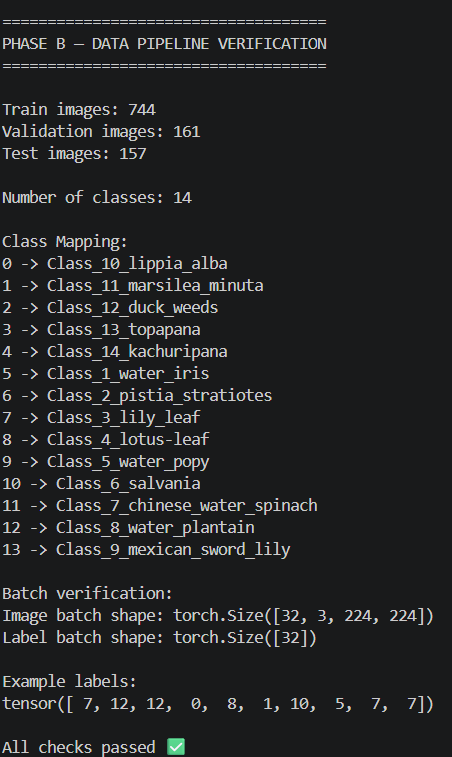 ====================================
PHASE B — DATA PIPELINE VERIFICATION
====================================
Train images: 744
Validation images: 161
Test images: 157
Number of classes: 14
Class Mapping:
0 -> Class_10_lippia_alba
1 -> Class_11_marsilea_minuta
2 -> Class_12_duck_weeds
3 -> Class_13_topapana
4 -> Class_14_kachuripana
5 -> Class_1_water_iris
6 -> Class_2_pistia_stratiotes
7 -> Class_3_lily_leaf
8 -> Class_4_lotus-leaf
9 -> Class_5_water_popy
10 -> Class_6_salvania
11 -> Class_7_chinese_water_spinach
12 -> Class_8_water_plantain
13 -> Class_9_mexican_sword_lily
Batch verification:
Image batch shape: torch.Size([32, 3, 224, 224])
Label batch shape: torch.Size([32])
Example labels:
tensor([ 7, 12, 12,  0,  8,  1, 10,  5,  7,  7])
All checks passed ✅